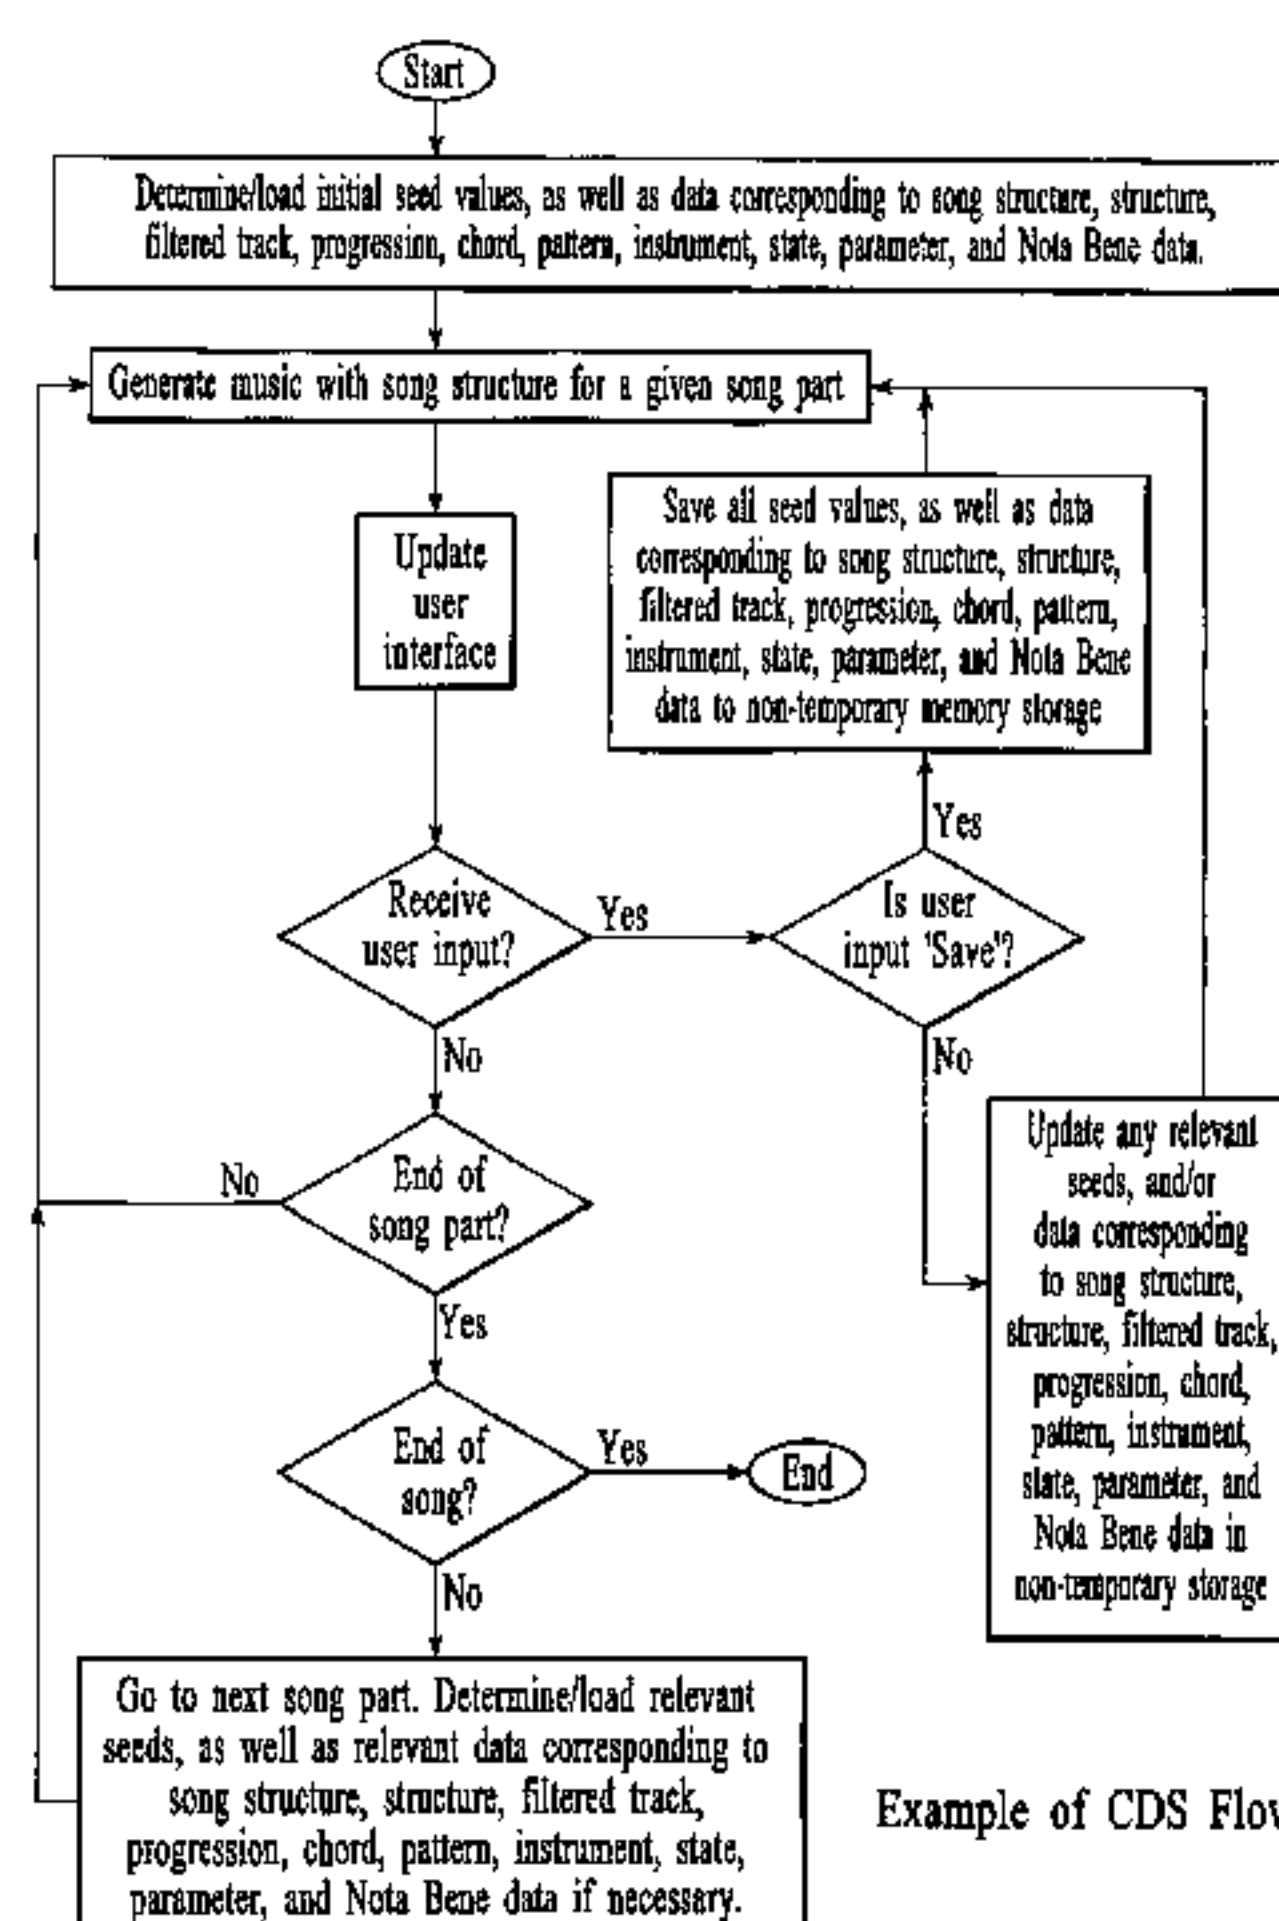 Start
Determine/load initial seed values, as well as data corresponding to song structure, structure,
filtered track, progression, chord, pattern, instrument, state, parameter, and Nota Bene data.
Generate music with song structure for a given song part
Update
user
interface
Save all seed values, as well as data
corresponding to song structure, structure,
filtered track, progression, chord, pattern,
instrument, state, parameter, and Nota Bene
data to non-temporary memory storage
Yes
Receive
user input?
Yes
Is user
input 'Save'?
No
No
Update any relevant
seeds, and/or
data corresponding
to song structure,
structure, filtered track,
progression, chord,
pattern, instrument,
state, parameter, and
Nota Bene data in
non-temporary storage
No
End of
song part?
Yes
End of
song?
Yes
End
No
Go to next song part. Determine/load relevant
seeds, as well as relevant data corresponding to
song structure, structure, filtered track,
progression, chord, pattern, instrument, state,
parameter, and Nota Bene data if necessary.
Example of CDS